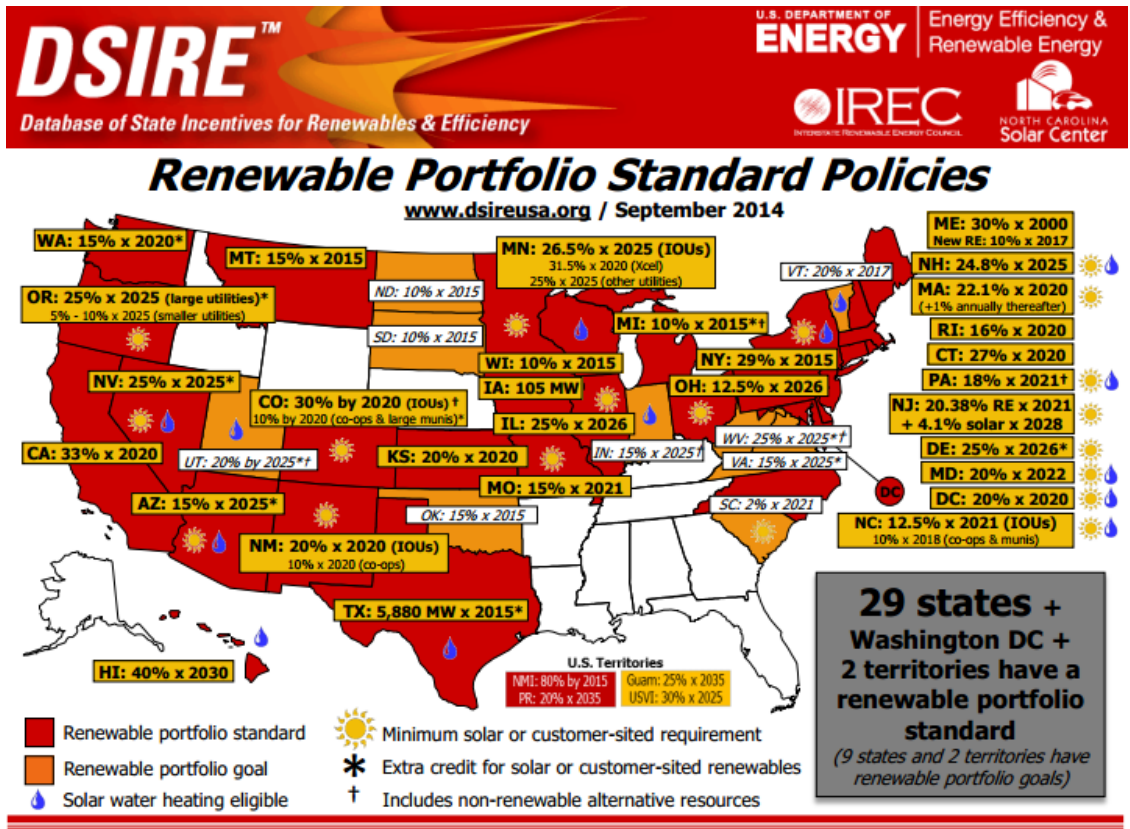 DSIRE™
Database of State Incentives for Renewables & Efficiency
U.S. DEPARTMENT OF
ENERGY
Energy Efficiency &
Renewable Energy
IREC
INTERSTATE RENEWABLE ENERGY COUNCIL
NORTH CAROLINA
Solar Center
Renewable Portfolio Standard Policies
www.dsireusa.org / September 2014
WA: 15% x 2020*
MT: 15% x 2015
MN: 26.5% x 2025 (IOUs)
31.5% x 2020 (Xcel)
25% x 2025 (other utilities)
ME: 30% x 2000
New RE: 10% x 2017
VT: 20% x 2017
NH: 24.8% x 2025
OR: 25% x 2025 (large utilities)*
5% - 10% x 2025 (smaller utilities)
ND: 10% x 2015
MA: 22.1% x 2020
(+1% annually thereafter)
SD: 10% x 2015
MI: 10% x 2015*†
RI: 16% x 2020
WI: 10% x 2015
NY: 29% x 2015
CT: 27% x 2020
NV: 25% x 2025*
IA: 105 MW
OH: 12.5% x 2026
PA: 18% x 2021†
CO: 30% by 2020 (IOUs) †
10% by 2020 (co-ops & large munis)*
NJ: 20.38% RE x 2021
+ 4.1% solar x 2028
IL: 25% x 2026
WV: 25% x 2025*†
CA: 33% x 2020
UT: 20% by 2025*†
KS: 20% x 2020
IN: 15% x 2025†
VA: 15% x 2025*
DE: 25% x 2026*
MD: 20% x 2022
MO: 15% x 2021
DC
DC: 20% x 2020
AZ: 15% x 2025*
OK: 15% x 2015
SC: 2% x 2021
NC: 12.5% x 2021 (IOUs)
10% x 2018 (co-ops & munis)
NM: 20% x 2020 (IOUs)
10% x 2020 (co-ops)
TX: 5,880 MW x 2015*
HI: 40% x 2030
U.S. Territories
NMI: 80% by 2015
PR: 20% x 2035
Guam: 25% x 2035
USVI: 30% x 2025
29 states +
Washington DC +
2 territories have a
renewable portfolio
standard
(9 states and 2 territories have
renewable portfolio goals)
Renewable portfolio standard
Renewable portfolio goal
Solar water heating eligible
Minimum solar or customer-sited requirement
* Extra credit for solar or customer-sited renewables
† Includes non-renewable alternative resources